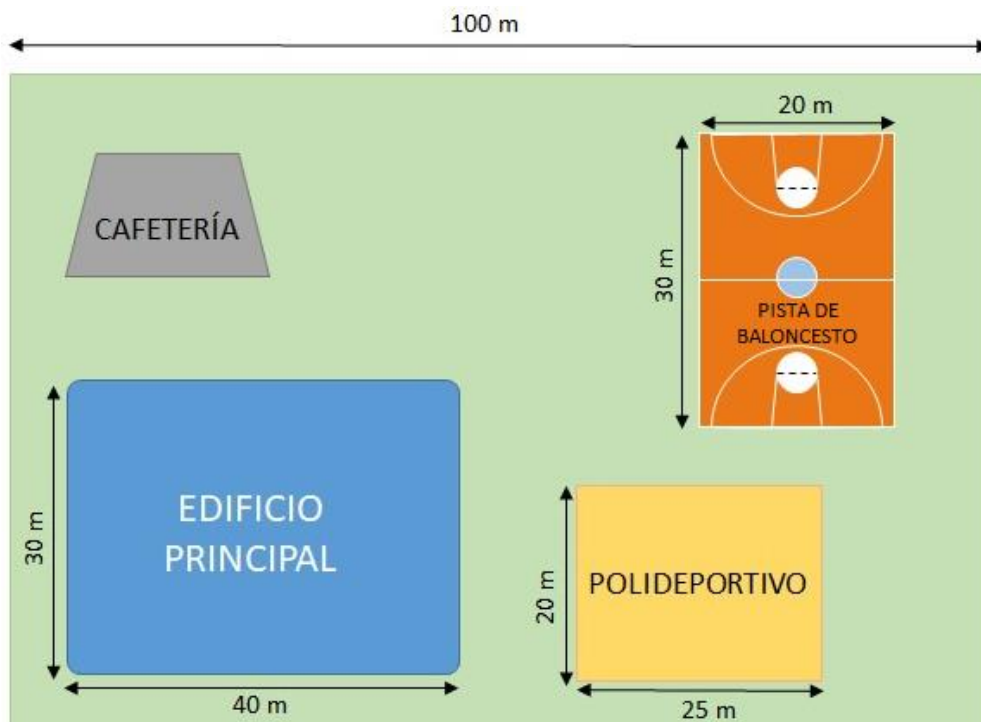 100 m
20 m
CAFETERÍA
30 m
PISTA DE
BALONCESTO
EDIFICIO
PRINCIPAL
30 m
40 m
POLIDEPORTIVO
20 m
25 m